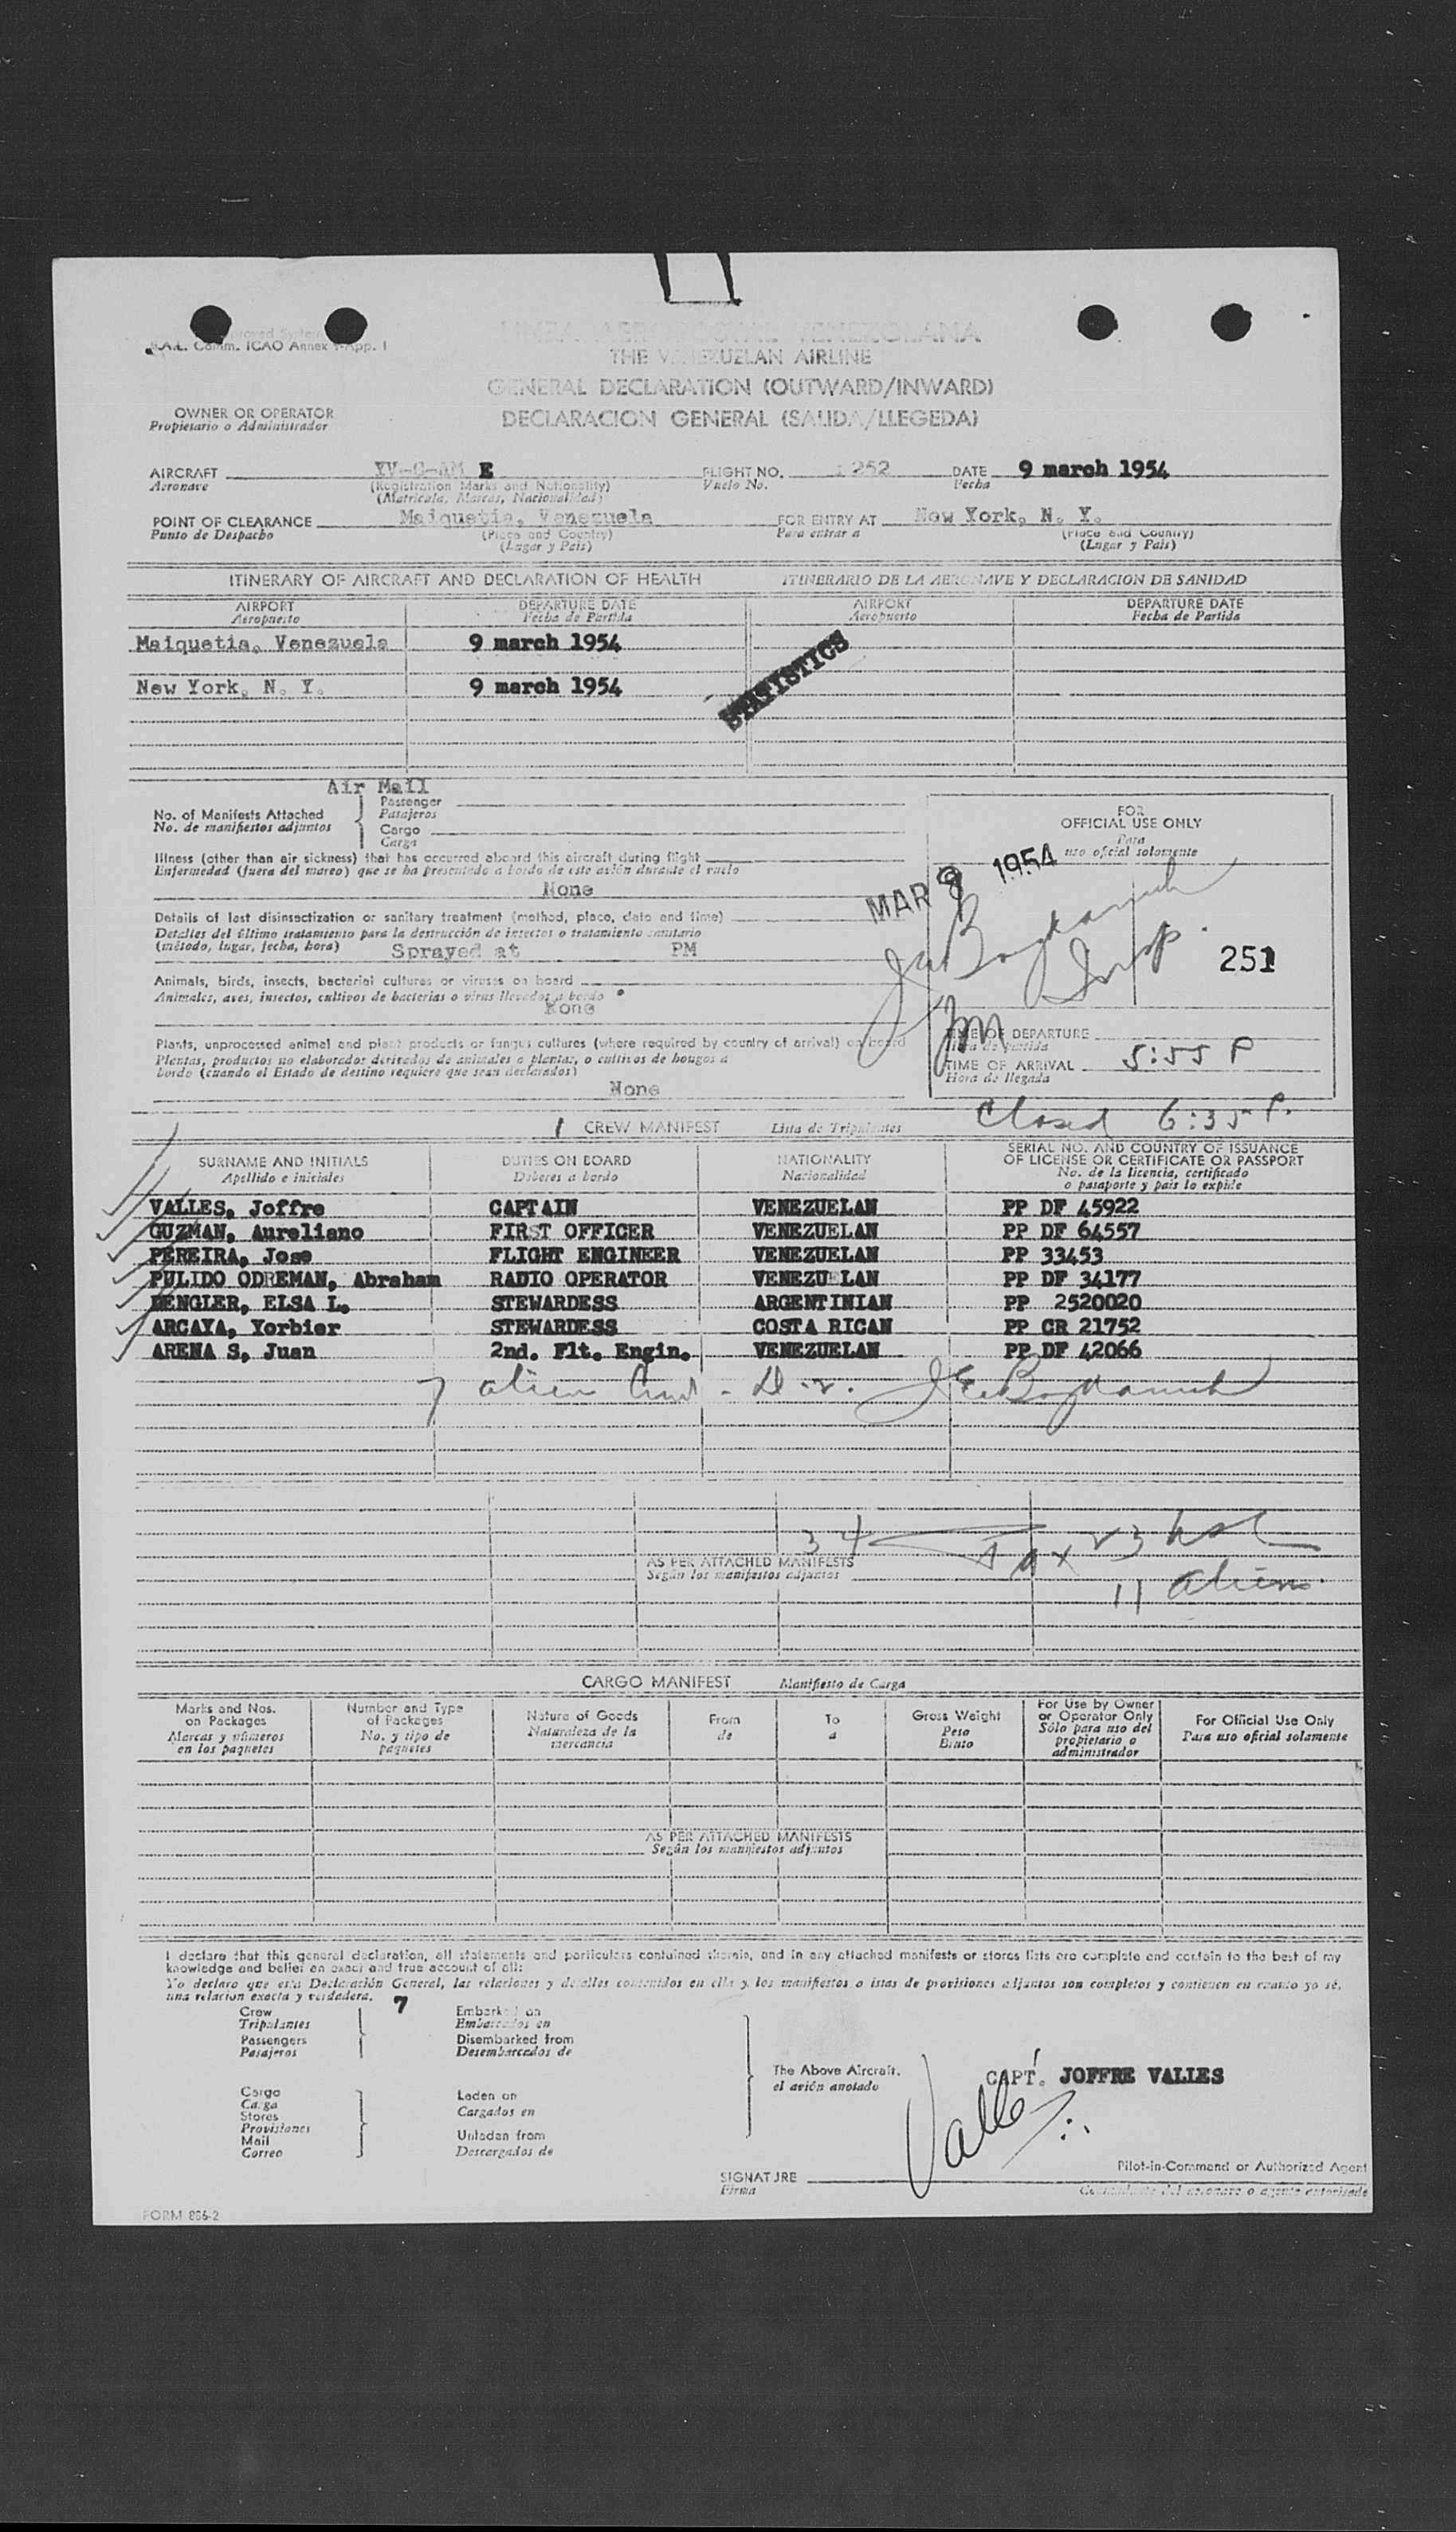 Comm. ICAO Annex App. I
LINEA AEROPOSTAL VENEZOLANA
THE VENEZUELAN AIRLINE
GENERAL DECLARATION (OUTWARD/INWARD)
DECLARACION GENERAL (SALIDA/LLEGEDA)
OWNER OR OPERATOR
Propietario o Administrador
AIRCRAFT YV-C-AM E FLIGHT NO. 252 DATE 9 march 1954
Aeronave (Registration Marks and Nationality) Vuelo No. Fecha
(Matricula, Marcas, Nacionalidad)
POINT OF CLEARANCE Maiquetia, Venezuela FOR ENTRY AT New York, N. Y.
Punto de Despacho (Place and Country) Para entrar a (Place and Country)
(Lugar y Pais) (Lugar y Pais)
ITINERARY OF AIRCRAFT AND DECLARATION OF HEALTH ITINERARIO DE LA AERONAVE Y DECLARACION DE SANIDAD
AIRPORT DEPARTURE DATE AIRPORT DEPARTURE DATE
Aeropuerto Fecha de Partida Aeropuerto Fecha de Partida
Maiquetia, Venezuela 9 march 1954
STATISTICS
New York, N. Y. 9 march 1954
Air Mail
No. of Manifests Attached Passenger
No. de manifiestos adjuntos Pasajeros
Cargo
Carga
FOR
OFFICIAL USE ONLY
Para
uso oficial solamente
Illness (other than air sickness) that has occurred aboard this aircraft during flight
Enfermedad (fuera del mareo) que se ha presentado a bordo de este avión durante el vuelo
None
MAR 9 1954
Details of last disinsectization or sanitary treatment (method, place, date and time)
Detalles del último tratamiento para la destrucción de insectos o tratamiento sanitario
(método, lugar, fecha, hora) Sprayed at PM
Insp.
251
Animals, birds, insects, bacterial cultures or viruses on board
Animales, aves, insectos, cultivos de bacterias o virus llevados a bordo
None
Plants, unprocessed animal and plant products or fungus cultures (where required by country of arrival) on board
Plantas, productos no elaborados derivados de animales o plantas, o cultivos de hongos a
bordo (cuando el Estado de destino requiere que sean declarados)
None
TIME OF DEPARTURE
Hora de partida
TIME OF ARRIVAL 5:55 P
Hora de llegada
Closed 6:35 P.
CREW MANIFEST Lista de Tripulantes
SURNAME AND INITIALS DUTIES ON BOARD NATIONALITY SERIAL NO. AND COUNTRY OF ISSUANCE
OF LICENSE OR CERTIFICATE OR PASSPORT
Apellido e iniciales Deberes a bordo Nacionalidad No. de la licencia, certificado
o pasaporte y pais lo expide
VALLES, Joffre CAPTAIN VENEZUELAN PP DF 45922
GUZMAN, Aureliano FIRST OFFICER VENEZUELAN PP DF 64557
PEREIRA, Jose FLIGHT ENGINEER VENEZUELAN PP 33453
PULIDO ODREMAN, Abraham RADIO OPERATOR VENEZU LAN PP DF 34177
DENGLER, ELSA L. STEWARDESS ARGENTINIAN PP 2520020
ARCAYA, Yorbier STEWARDESS COSTA RICAN PP CR 21752
ARENA S, Juan 2nd. Flt. Engin. VENEZUELAN PP DF 42066
7 alien
34 Tax 23
AS PER ATTACHED MANIFESTS
Según los manifestos adjuntos
11 aliens
CARGO MANIFEST Manifiesto de Carga
Marks and Nos. on Packages Number and Type of Packages Nature of Goods From To Gross Weight For Use by Owner or Operator Only For Official Use Only
Marcas y números en los paquetes No. y tipo de paquetes Naturaleza de la mercancia de a Peso Bruto Sólo para uso del propietario o administrador Para uso oficial solamente
AS PER ATTACHED MANIFESTS
Según los manifiestos adjuntos
I declare that this general declaration, all statements and particulars contained therein, and in any attached manifests or stores lists are complete and contain to the best of my
knowledge and belief an exact and true account of all:
Yo declaro que esta Declaración General, las relaciones y detalles contenidos en ella y los manifiestos o istas de provisiones adjuntos son completos y contienen en cuanto yo sé,
una relacion exacta y verdadera.
Crew 7 Embarked on
Tripulantes Embarcados en
Passengers Disembarked from
Pasajeros Desembarcados de
The Above Aircraft.
el avión anotado
CAPT. JOFFRE VALLES
Valles
Cargo Laden on
Carga
Stores Cargados en
Provisiones
Mail Unladen from
Correo Descargados de
SIGNATURE Pilot-in-Command or Authorized Agent
Firma Comandante del aeronave o agente autorizado
FORM 886-2